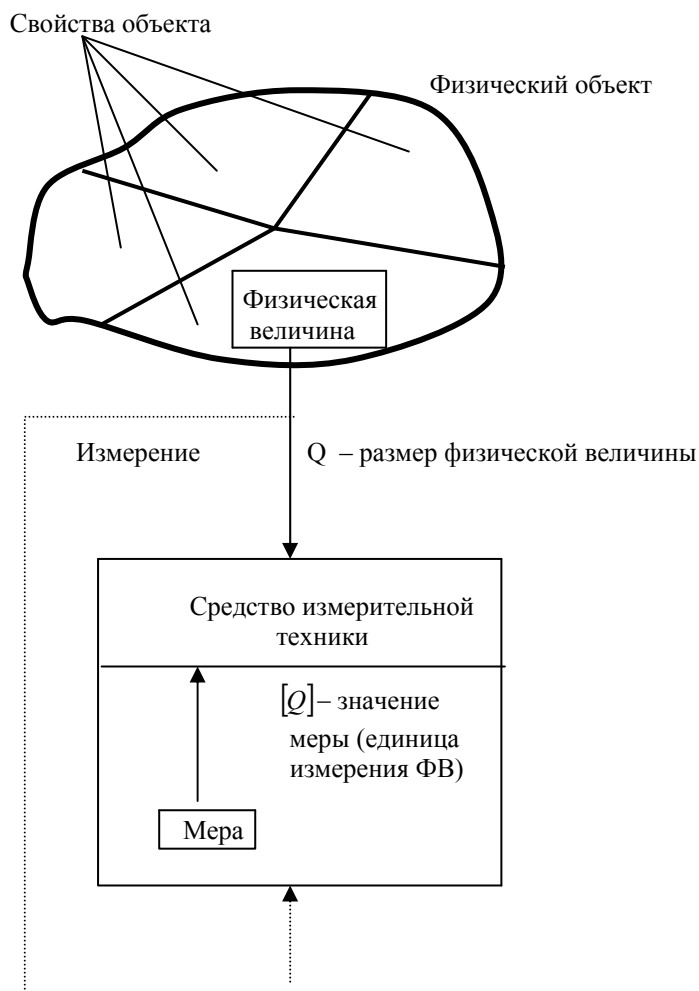 Свойства объекта
Физический объект
Физическая
величина
Измерение
Q – размер физической величины
Средство измерительной
техники
[Q] – значение
меры (единица
измерения ФВ)
Мера